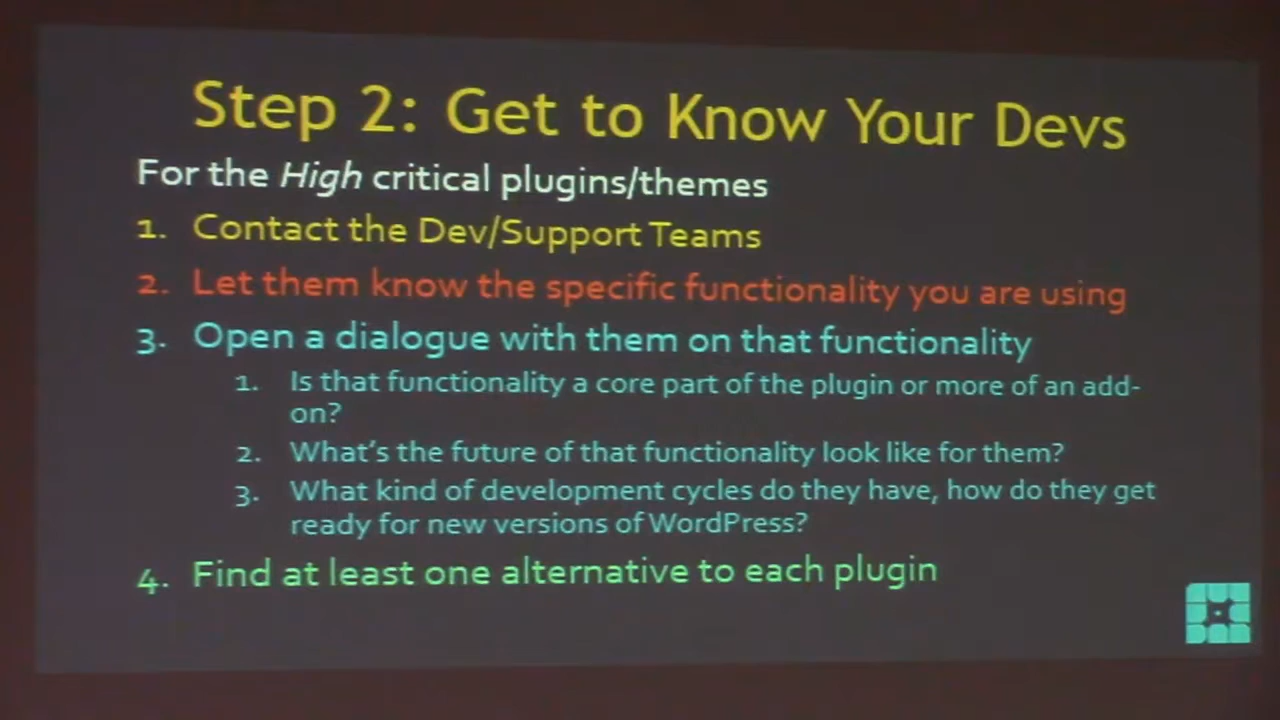 Step 2: Get to Know Your Devs
For the High critical plugins/themes
1. Contact the Dev/Support Teams
2. Let them know the specific functionality you are using
3. Open a dialogue with them on that functionality
1. Is that functionality a core part of the plugin or more of an add-
on?
2. What's the future of that functionality look like for them?
3. What kind of development cycles do they have, how do they get
ready for new versions of WordPress?
4. Find at least one alternative to each plugin